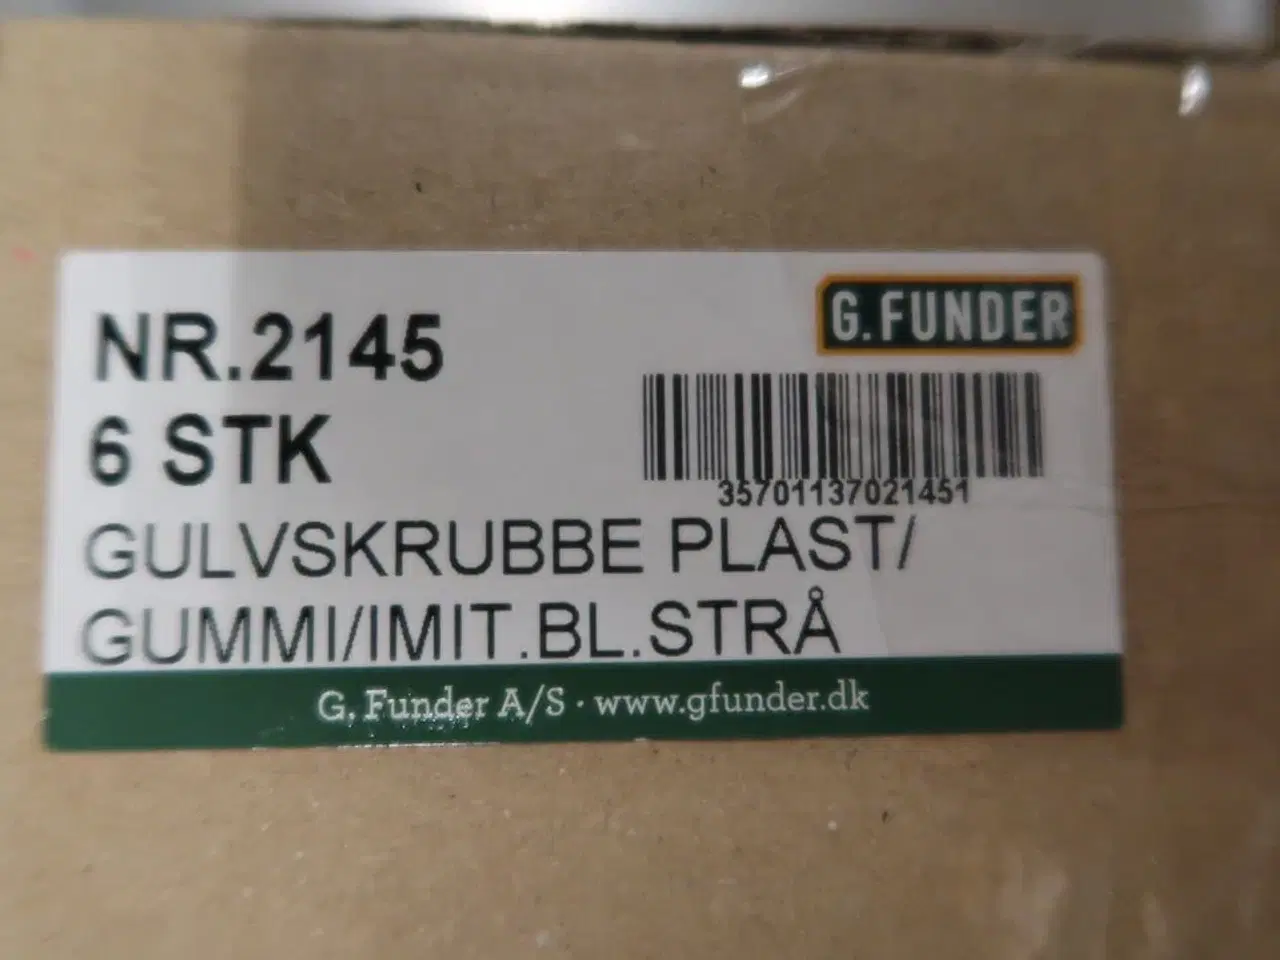 NR.2145
G.FUNDER
6 STK
35701137021451
GULVSKRUBBE PLAST/
GUMMI/IMIT.BL.STRÅ
G. Funder A/S · www.gfunder.dk